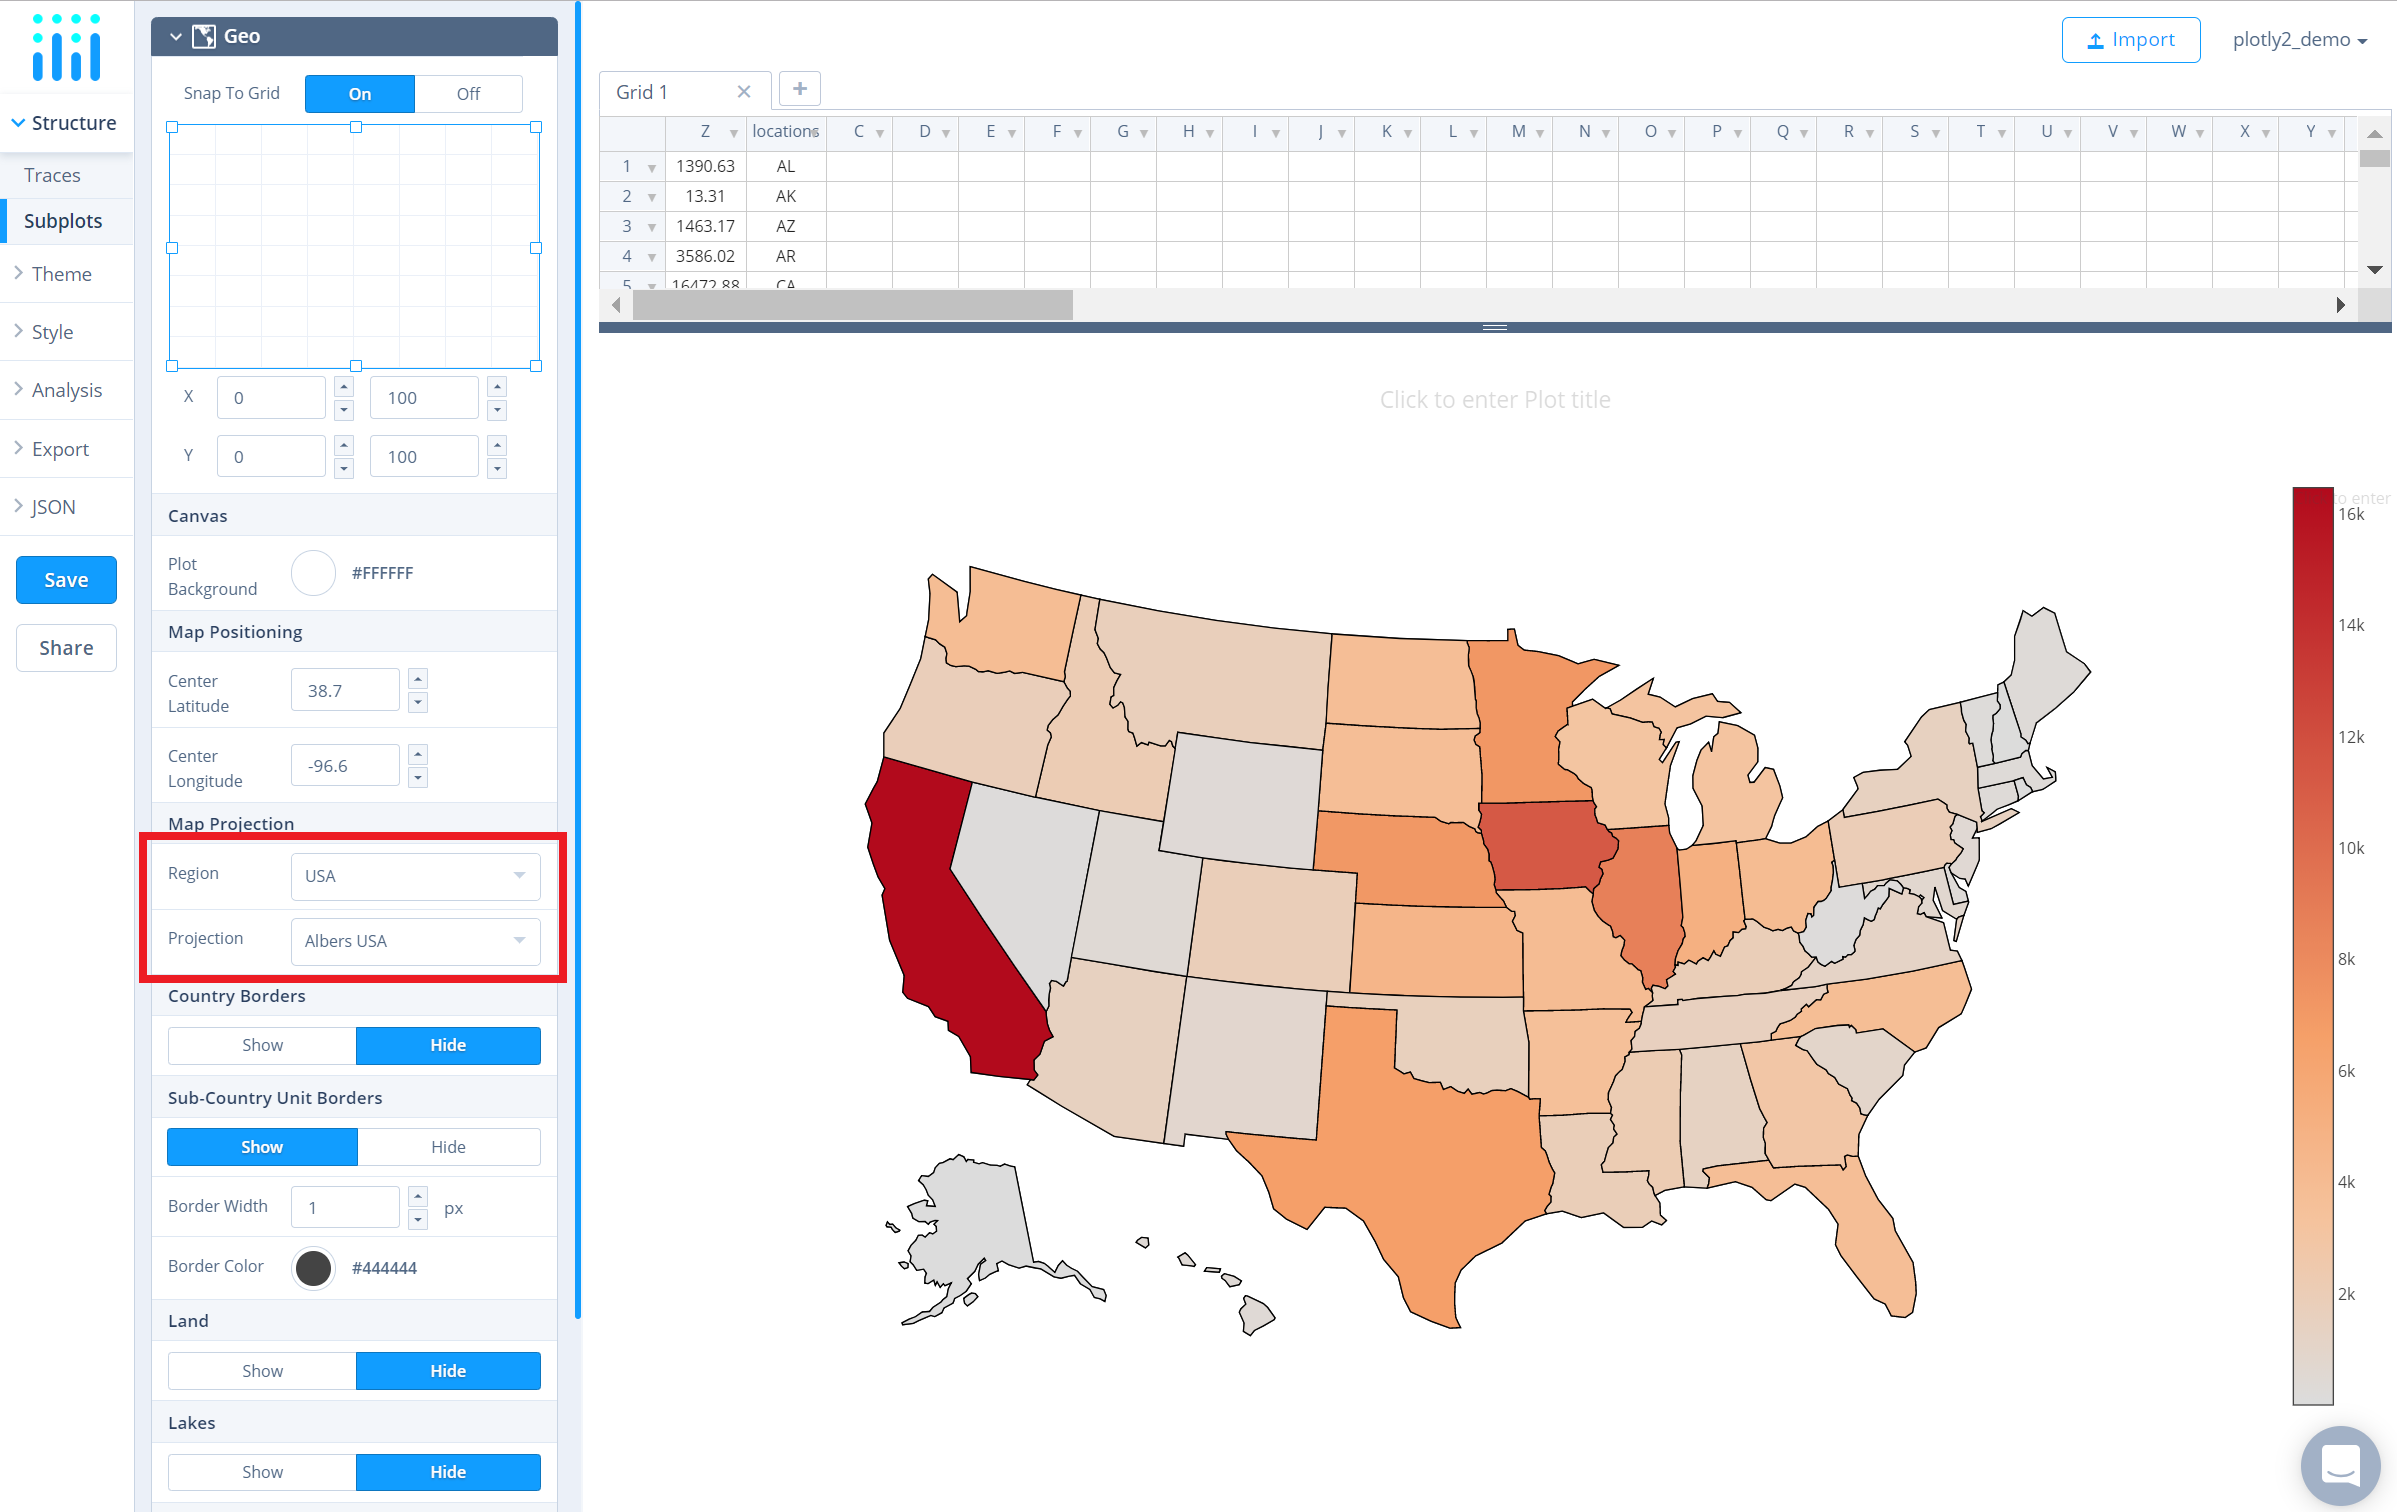 Geo
Snap To Grid On Off
X 0 100
Y 0 100
Canvas
Plot
Background #FFFFFF
Map Positioning
Center
Latitude 38.7
Center
Longitude -96.6
Map Projection
Region USA
Projection Albers USA
Country Borders
Show Hide
Sub-Country Unit Borders
Show Hide
Border Width 1 px
Border Color #444444
Land
Show Hide
Lakes
Show Hide
Structure
Traces
Subplots
Theme
Style
Analysis
Export
JSON
Save
Share
Import plotly2_demo
Grid 1
Z locations C D E F G H I J K L M N O P Q R S T U V W X Y
1 1390.63 AL
2 13.31 AK
3 1463.17 AZ
4 3586.02 AR
5 16472.88 CA
Click to enter Plot title
to enter
16k
14k
12k
10k
8k
6k
4k
2k